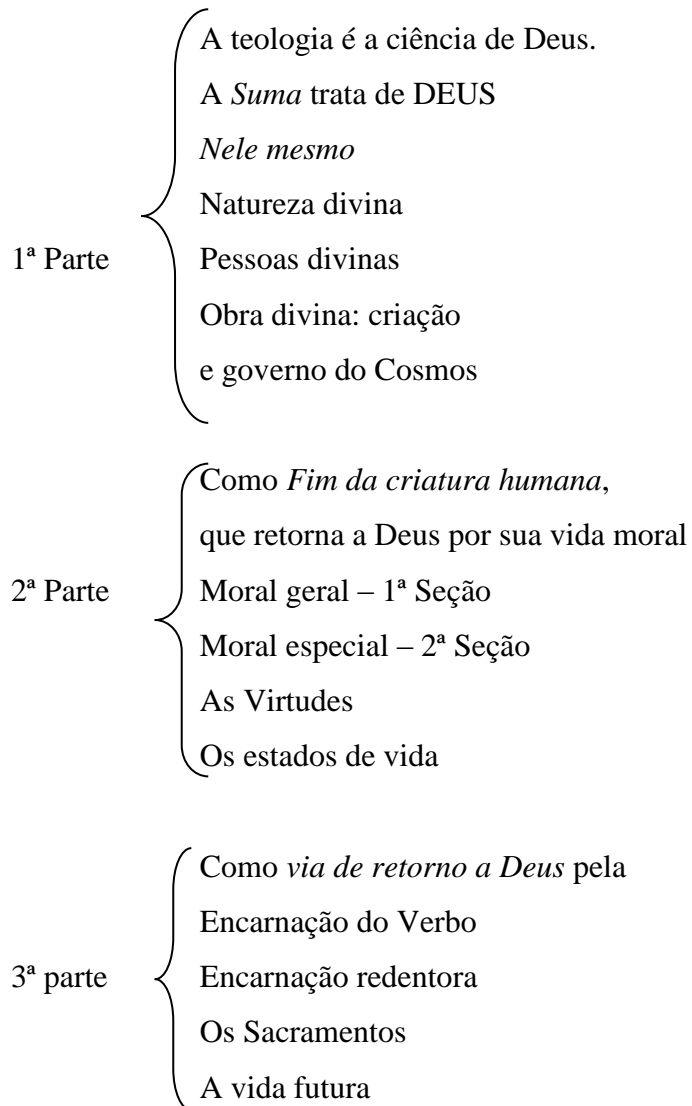 A teologia é a ciência de Deus.
A Suma trata de DEUS
Nele mesmo
Natureza divina
1ª Parte Pessoas divinas
Obra divina: criação
e governo do Cosmos
Como Fim da criatura humana,
que retorna a Deus por sua vida moral
2ª Parte Moral geral – 1ª Seção
Moral especial – 2ª Seção
As Virtudes
Os estados de vida
Como via de retorno a Deus pela
Encarnação do Verbo
3ª parte Encarnação redentora
Os Sacramentos
A vida futura